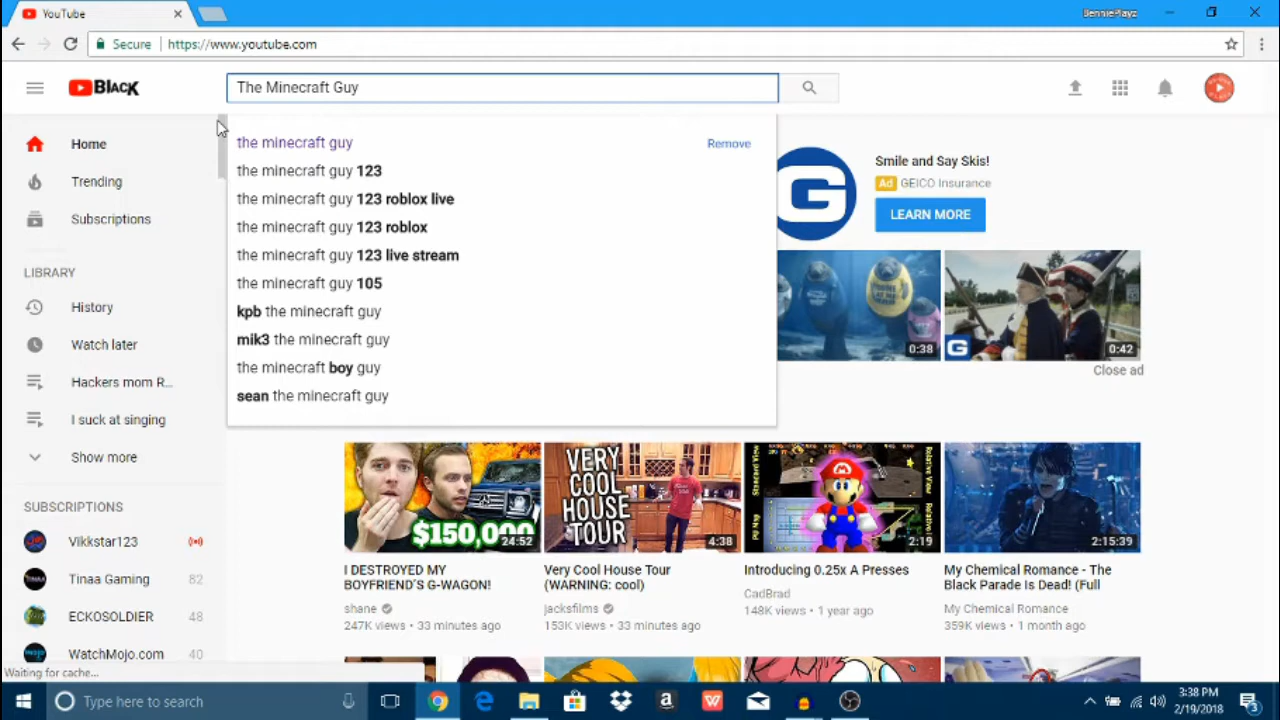 YouTube
BenniePlayz
Secure https://www.youtube.com
BLACK
The Minecraft Guy
the minecraft guy
Remove
the minecraft guy 123
the minecraft guy 123 roblox live
the minecraft guy 123 roblox
the minecraft guy 123 live stream
the minecraft guy 105
kpb the minecraft guy
mik3 the minecraft guy
the minecraft boy guy
sean the minecraft guy
Home
Trending
Subscriptions
LIBRARY
History
Watch later
Hackers mom R...
I suck at singing
Show more
SUBSCRIPTIONS
Vikkstar123
Tinaa Gaming 82
ECKOSOLDIER 48
WatchMojo.com 40
Waiting for cache...
G
Smile and Say Skis!
Ad GEICO Insurance
LEARN MORE
0:38
G
0:42
Close ad
$150,000
24:52
I DESTROYED MY
BOYFRIEND'S G-WAGON!
shane
247K views • 33 minutes ago
VERY
COOL
HOUSE
TOUR
4:38
Very Cool House Tour
(WARNING: cool)
jacksfilms
153K views • 33 minutes ago
2:19
Introducing 0.25x A Presses
CadBrad
148K views • 1 year ago
2:15:39
My Chemical Romance - The
Black Parade Is Dead! (Full
My Chemical Romance
359K views • 1 month ago
Type here to search
3:38 PM
2/19/2018
3